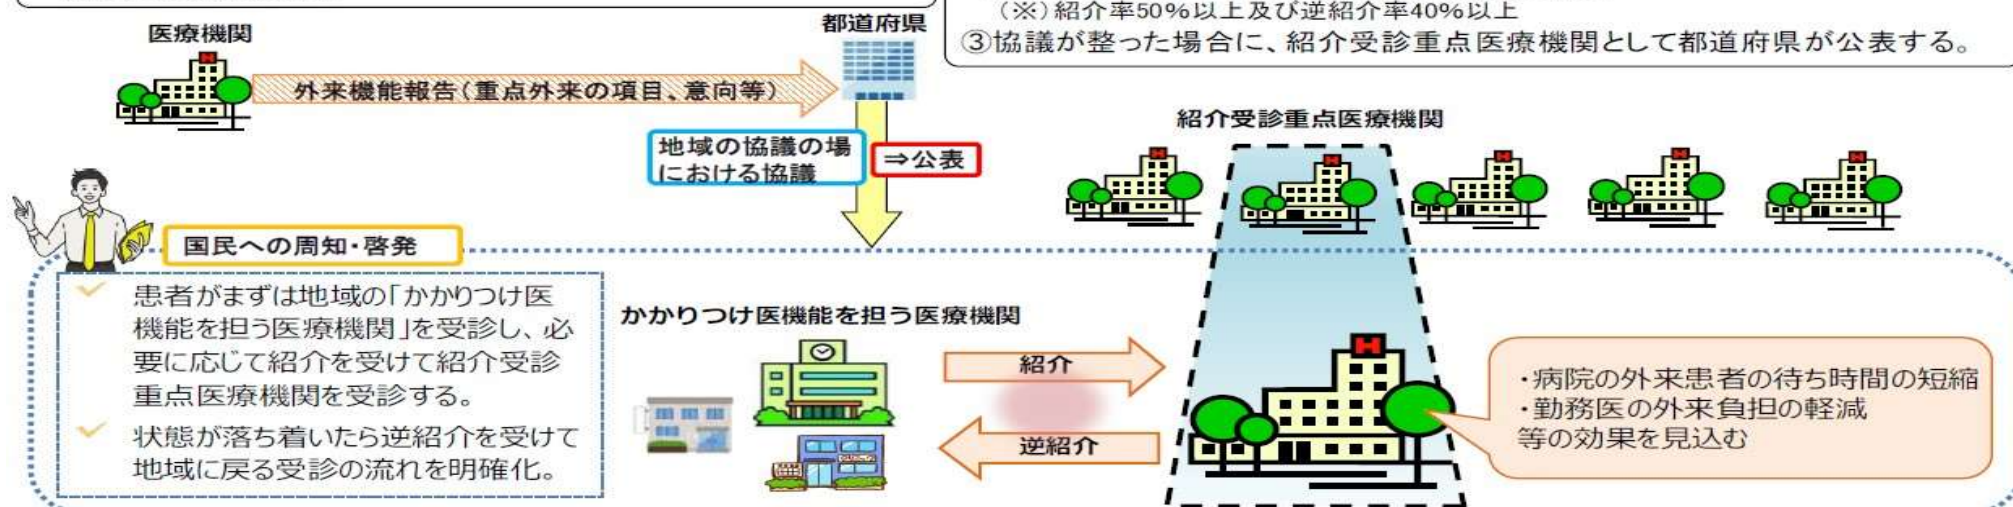 （※）紹介率50%以上及び逆紹介率40%以上
③協議が整った場合に、紹介受診重点医療機関として都道府県が公表する。
医療機関
都道府県
外来機能報告（重点外来の項目、意向等）
地域の協議の場
における協議
⇒公表
紹介受診重点医療機関
国民への周知・啓発
患者がまずは地域の「かかりつけ医
機能を担う医療機関」を受診し、必
要に応じて紹介を受けて紹介受診
重点医療機関を受診する。
状態が落ち着いたら逆紹介を受けて
地域に戻る受診の流れを明確化。
かかりつけ医機能を担う医療機関
紹介
逆紹介
・病院の外来患者の待ち時間の短縮
・勤務医の外来負担の軽減
等の効果を見込む
H
H
H
H
H
H
H